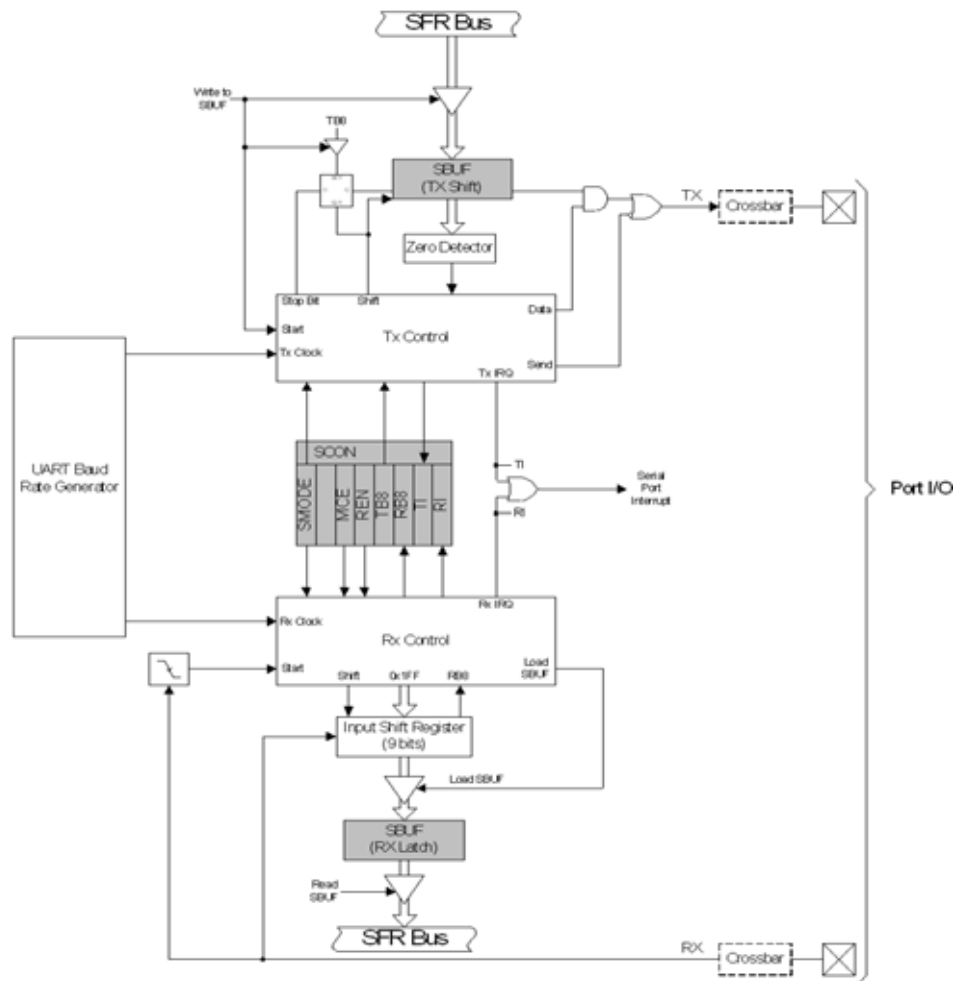 SFR Bus
Write to
SBUF
TB8
SBUF
(TX Shift)
TX
Crossbar
Zero Detector
Stop Bit
Shift
Start
Data
Tx Control
Tx Clock
Send
Tx IRQ
UART Baud
Rate Generator
SCON
SMODE
MCE
REN
TB8
RB8
TI
RI
TI
RI
Serial
Port
Interrupt
Port I/O
Rx IRQ
Rx Clock
Rx Control
Start
Load
SBUF
Shift
0x1FF
RB8
Input Shift Register
(9 bits)
Load SBUF
SBUF
(RX Latch)
Read
SBUF
SFR Bus
RX
Crossbar